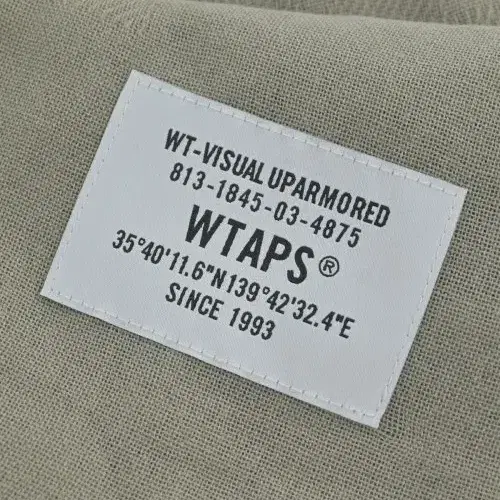 WT-VISUAL UPARMORED
813-1845-03-4875
WTAPS®
35°40'11.6"N139°42'32.4"E
SINCE 1993